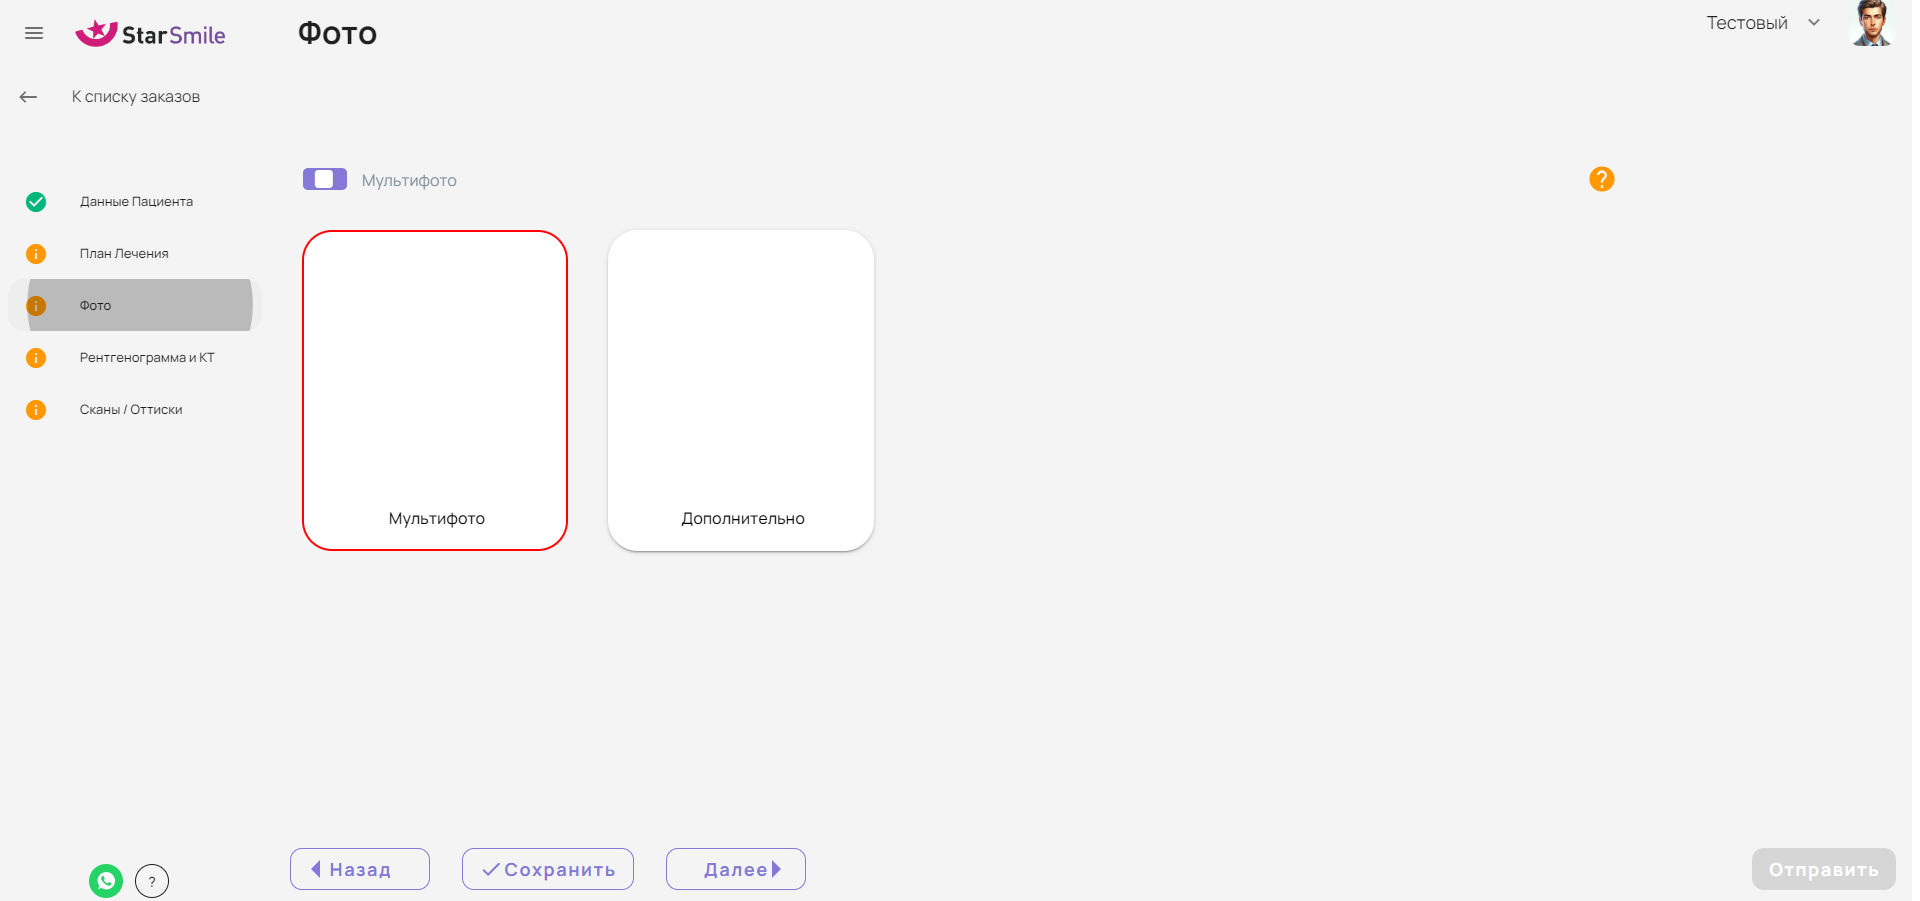 StarSmile
Фото
Тестовый
К списку заказов
Мультифото
?
Данные Пациента
План Лечения
Фото
Рентгенограмма и КТ
Сканы / Оттиски
Мультифото
Дополнительно
Назад
Сохранить
Далее
Отправить
?